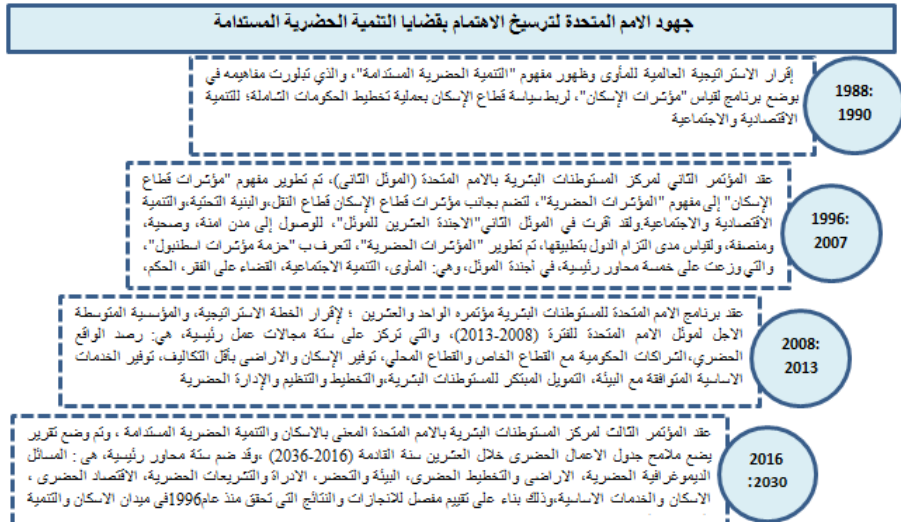 جهود الامم المتحدة لترسيخ الاهتمام بقضايا التنمية الحضرية المستدامة
1988:
1990
إقرار الاستراتيجية العالمية للمأوى وظهور مفهوم "التنمية الحضرية المستدامة"، والذي تبلورت مفاهيمه في
بوضع برنامج لقياس "مؤشرات الإسكان"، لربط سياسة قطاع الإسكان بعملية تخطيط الحكومات الشاملة؛ للتنمية
الاقتصادية والاجتماعية
1996:
2007
عقد المؤتمر الثاني لمركز المستوطنات البشرية بالامم المتحدة (الموئل الثاني)، تم تطوير مفهوم "مؤشرات قطاع
الإسكان" إلى مفهوم "المؤشرات الحضرية"، لتضم بجانب مؤشرات قطاع الإسكان قطاع النقل،والبنية التحتية،والتنمية
الاقتصادية والاجتماعية.ولقد أقرت في الموئل الثاني"الاجندة العشرين للموئل"، للوصول إلى مدن امنة، وصحية،
ومنصفة، ولقياس مدى التزام الدول بتطبيقها، تم تطوير "المؤشرات الحضرية"، لتعرف ب "حزمة مؤشرات اسطنبول"،
والتي وزعت على خمسة محاور رئيسية، في أجندة الموئل، وهي: المأوى، التنمية الاجتماعية، القضاء على الفقر، الحكم،
2008:
2013
عقد برنامج الامم المتحدة للمستوطنات البشرية مؤتمره الواحد والعشرين ؛ لإقرار الخطة الاستراتيجية، والمؤسسية المتوسطة
الاجل لموئل الامم المتحدة للفترة (2008-2013)، والتي تركز على ستة مجالات عمل رئيسية، هي: رصد الواقع
الحضري،الشراكات الحكومية مع القطاع الخاص والقطاع المحلي، توفير الإسكان والاراضى بأقل التكاليف، توفير الخدمات
الاساسية المتوافقة مع البيئة، التمويل المبتكر للمستوطنات البشرية،والتخطيط والتنظيم والإدارة الحضرية
2016
:2030
عقد المؤتمر الثالث لمركز المستوطنات البشرية بالامم المتحدة المعنى بالاسكان والتنمية الحضرية المستدامة ، وتم وضع تقرير
يضع ملامح جدول الاعمال الحضرى خلال العشرين سنة القادمة (2016-2036) ،وقد ضم ستة محاور رئيسية، هى : المسائل
الديموغرافية الحضرية، الاراضى والتخطيط الحضرى، البيئة والتحضر، الادراة والتشريعات الحضرية، الاقتصاد الحضرى ،
الاسكان والخدمات الاساسية،وذلك بناء على تقييم مفصل للانجازات والنتائج التى تحقق منذ عام1996فى ميدان الاسكان والتنمية